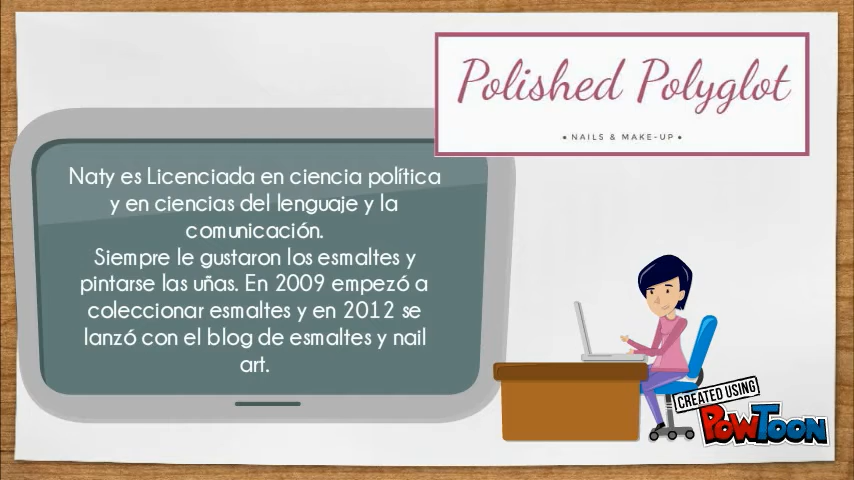 Polished Polyglot
• NAILS & MAKE-UP •
Naty es Licenciada en ciencia política
y en ciencias del lenguaje y la
comunicación.
Siempre le gustaron los esmaltes y
pintarse las uñas. En 2009 empezó a
coleccionar esmaltes y en 2012 se
lanzó con el blog de esmaltes y nail
art.
CREATED USING
POWTOON